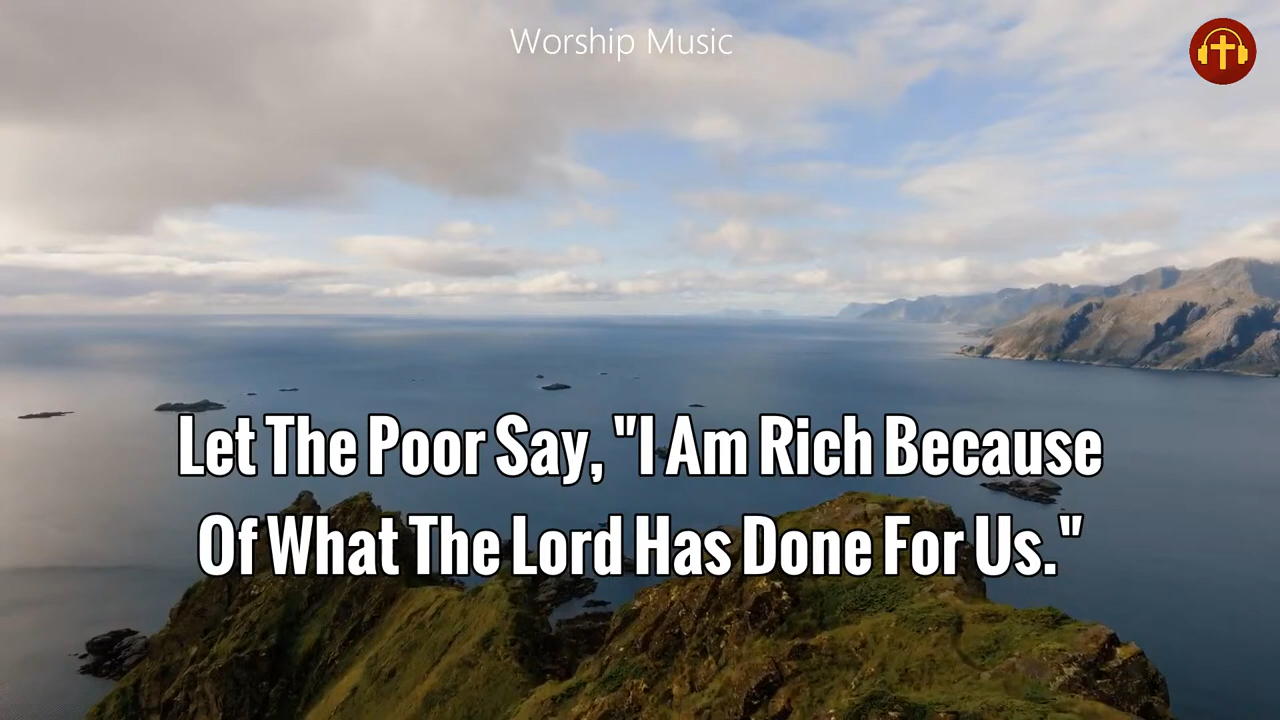 Worship Music
Let The Poor Say, "I Am Rich Because
Of What The Lord Has Done For Us."